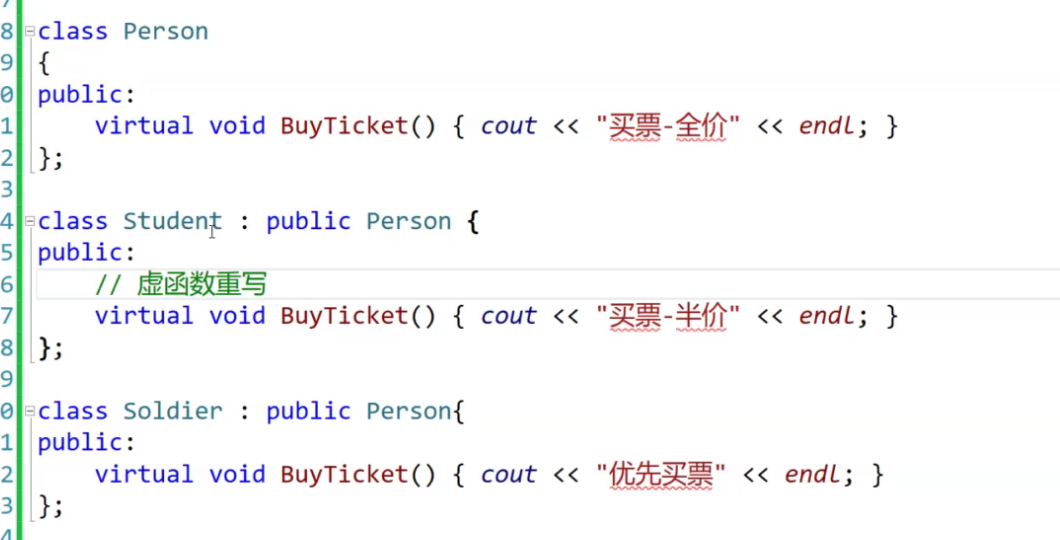 8 class Person
9 {
0 public:
1 virtual void BuyTicket() { cout << "买票-全价" << endl; }
2 };
3
4 class Student : public Person {
5 public:
6 // 虚函数重写
7 virtual void BuyTicket() { cout << "买票-半价" << endl; }
8 };
9
0 class Soldier : public Person{
1 public:
2 virtual void BuyTicket() { cout << "优先买票" << endl; }
3 };
4